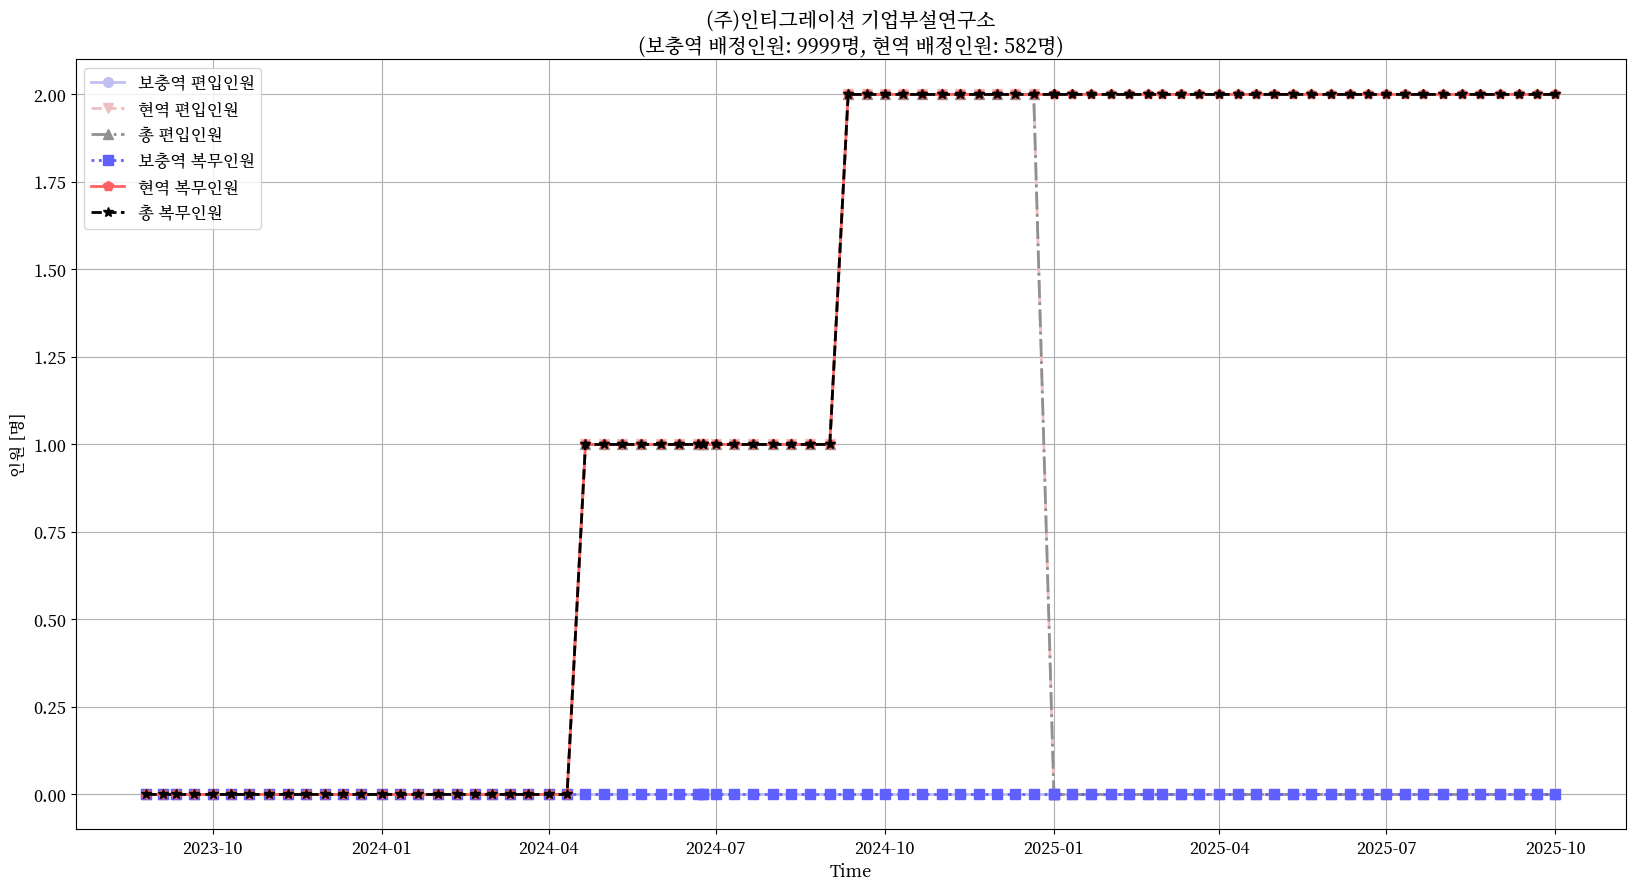 (주)인티그레이션 기업부설연구소
(보충역 배정인원: 9999명, 현역 배정인원: 582명)
보충역 편입인원
현역 편입인원
총 편입인원
보충역 복무인원
현역 복무인원
총 복무인원
2.00
1.75
1.50
1.25
1.00
0.75
0.50
0.25
0.00
인원 [명]
2023-10
2024-01
2024-04
2024-07
2024-10
2025-01
2025-04
2025-07
2025-10
Time